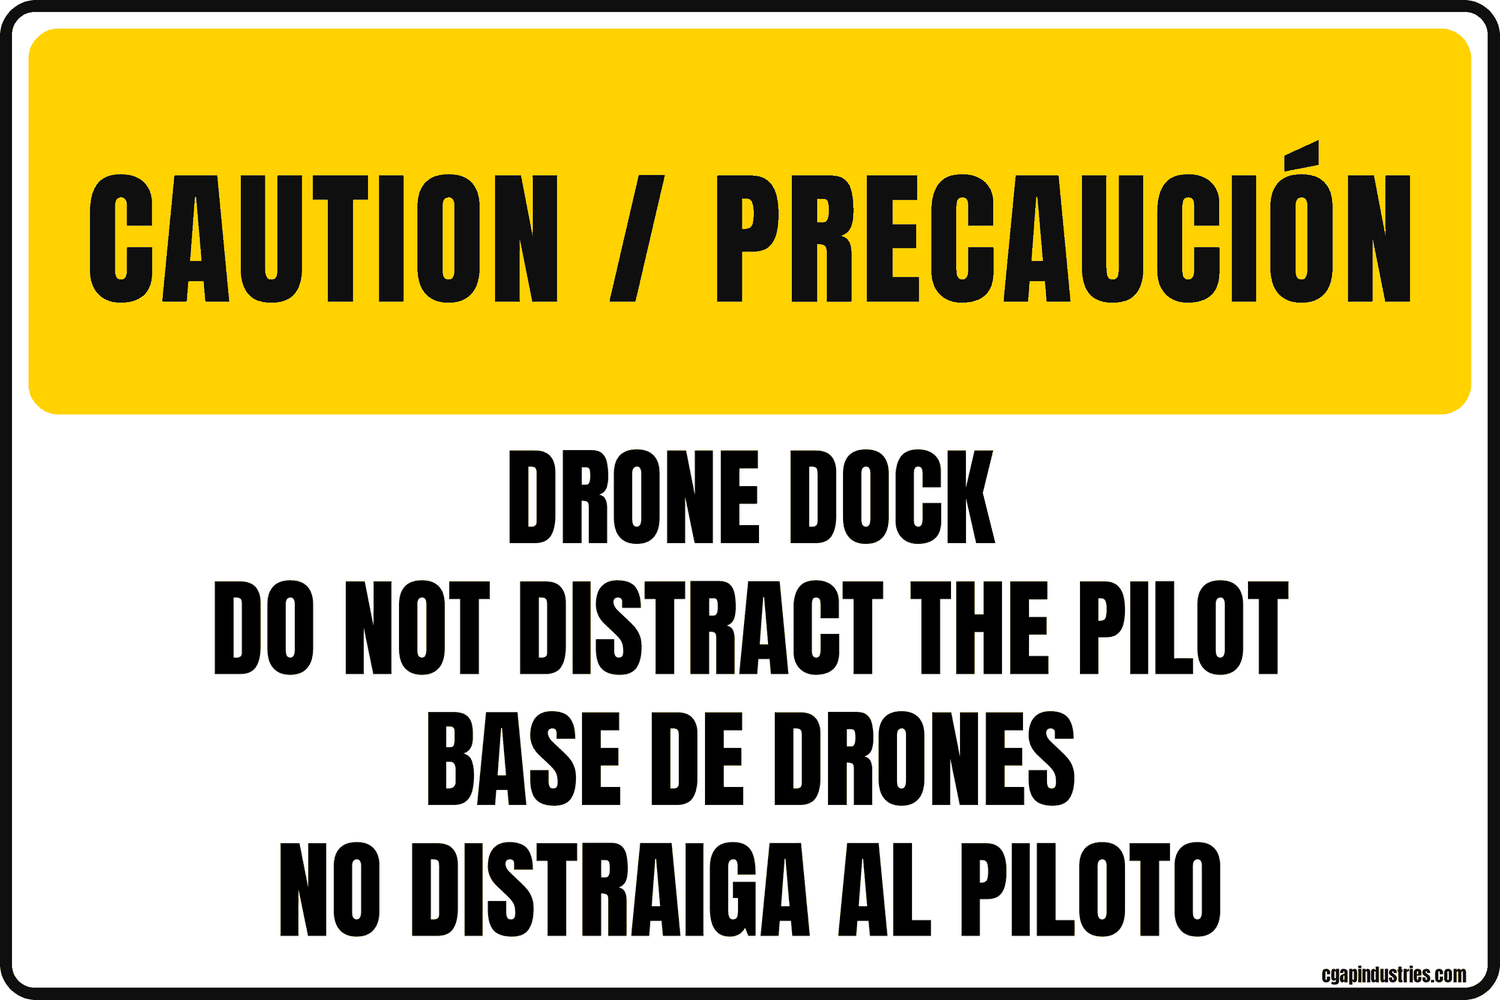 CAUTION / PRECAUCIÓN
DRONE DOCK
DO NOT DISTRACT THE PILOT
BASE DE DRONES
NO DISTRAIGA AL PILOTO
cgapindustries.com